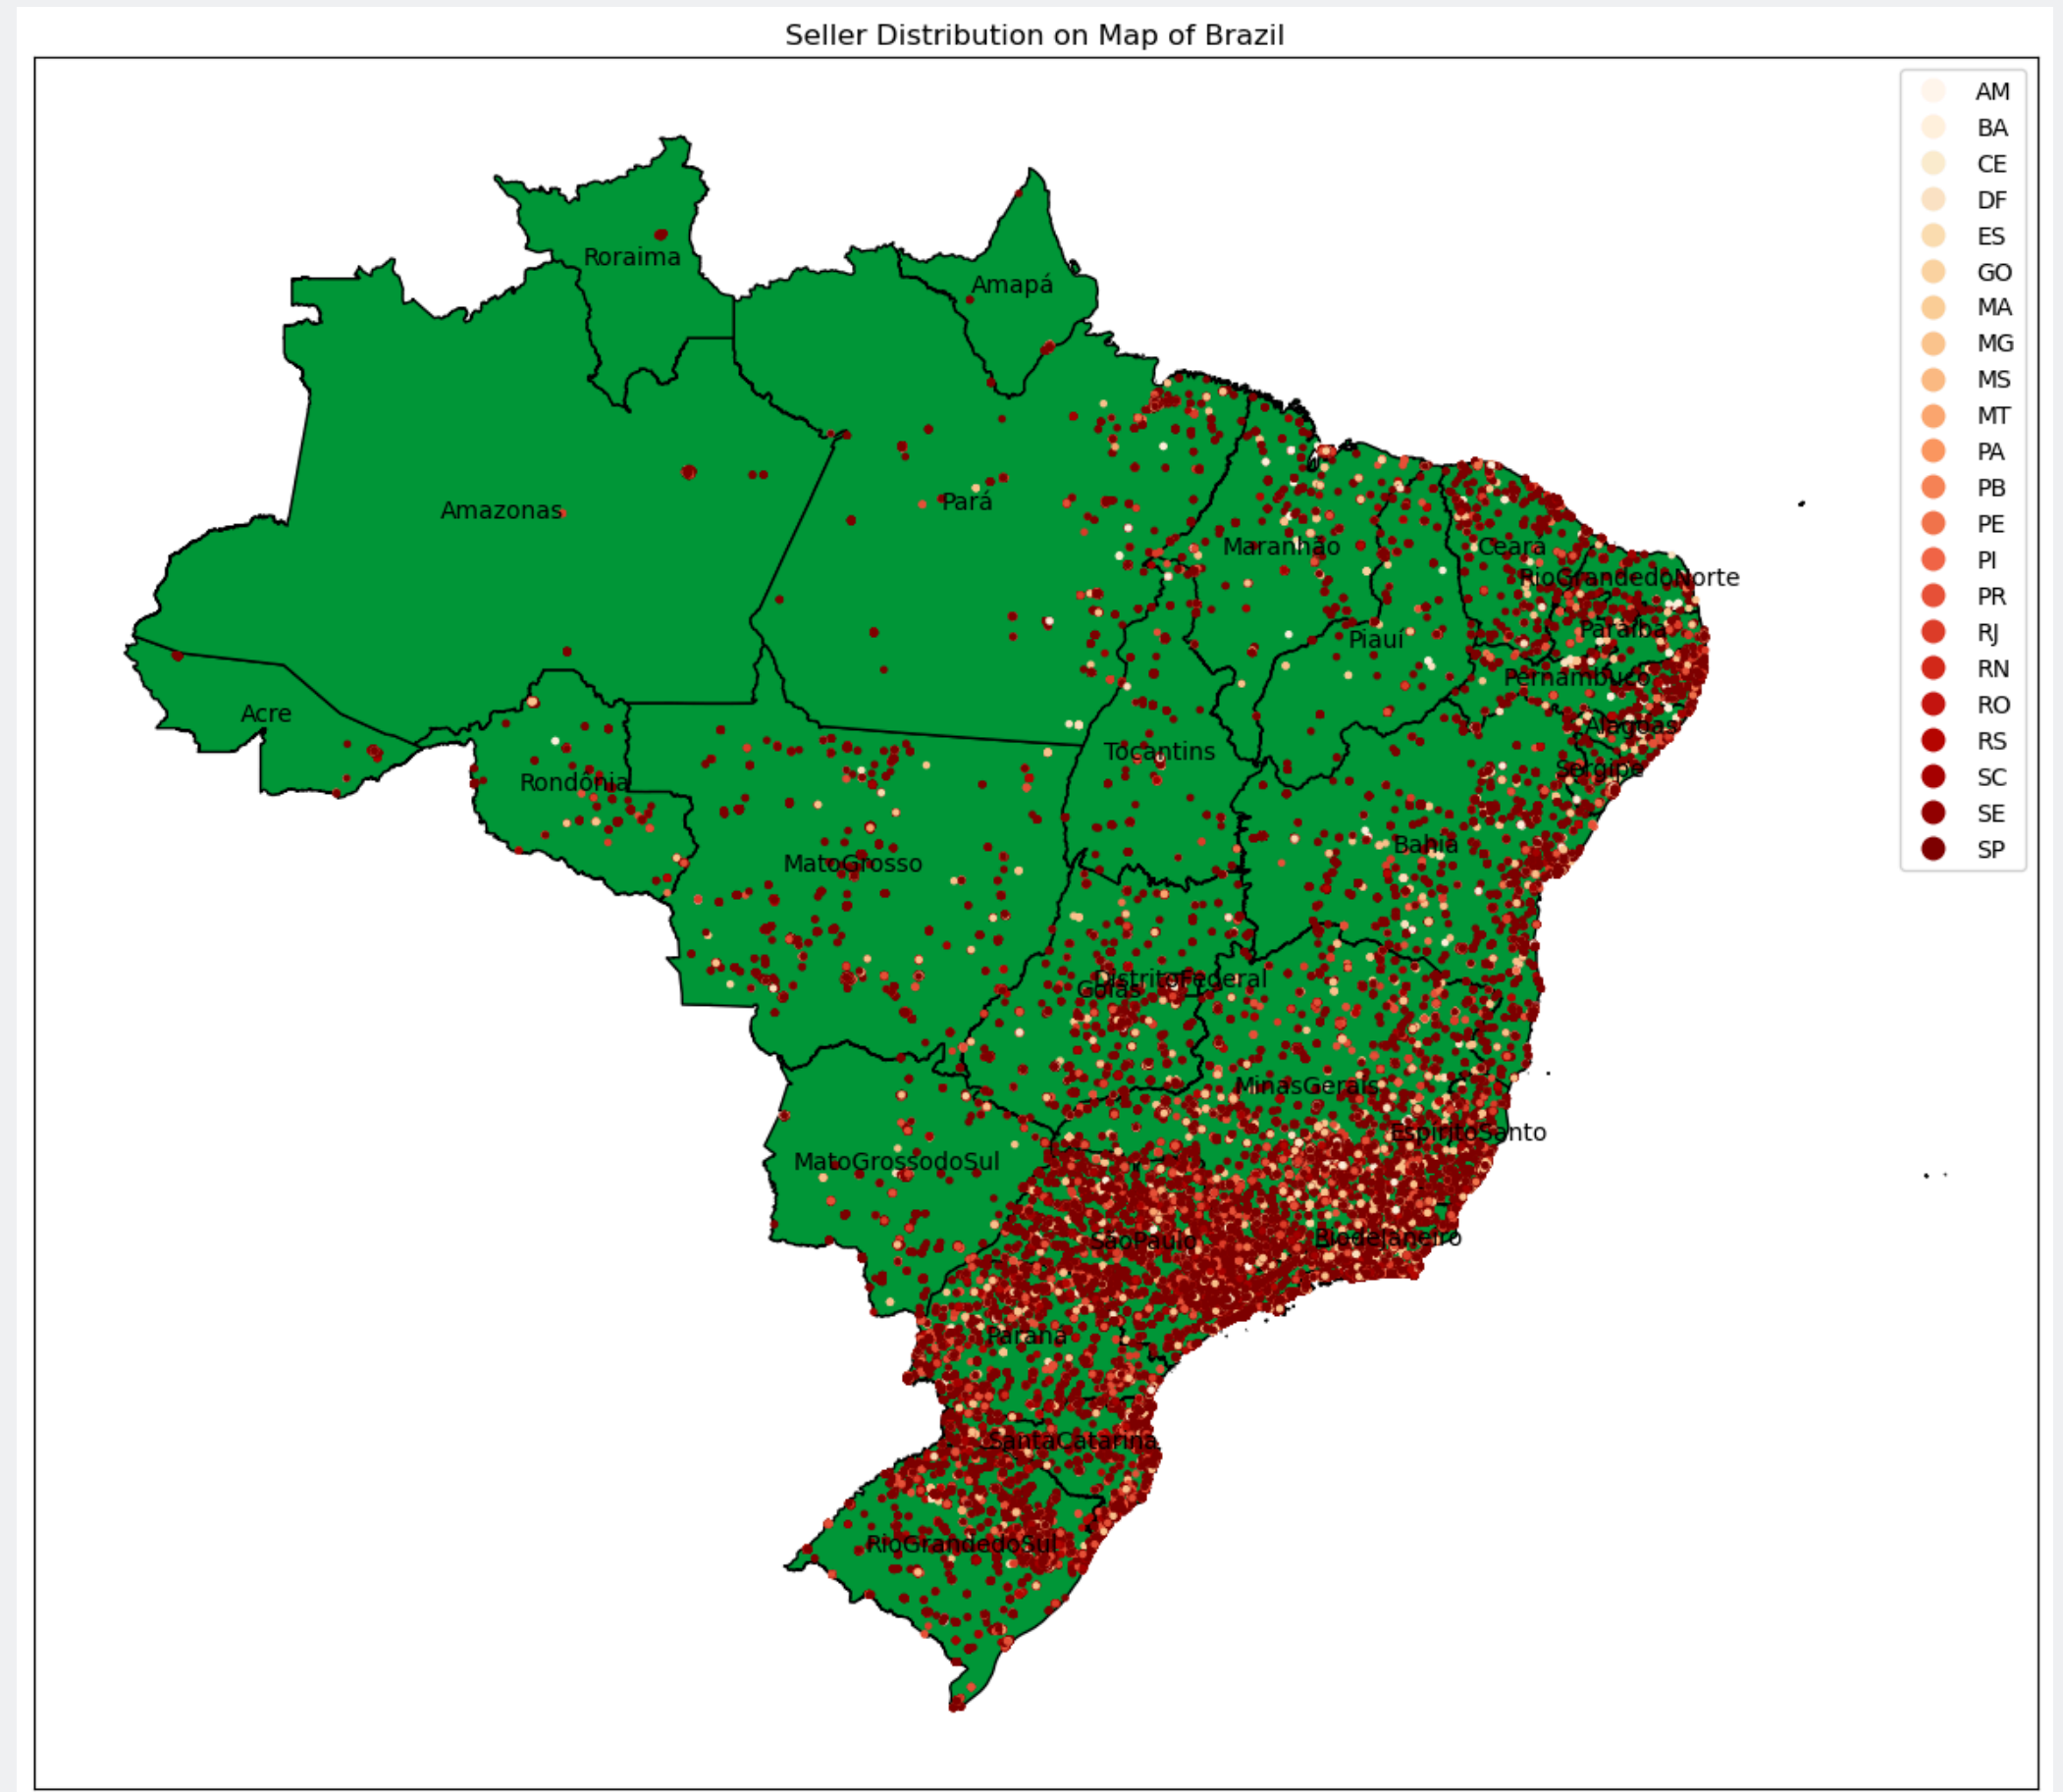 Seller Distribution on Map of Brazil
AM
BA
CE
DF
ES
GO
MA
MG
MS
MT
PA
PB
PE
PI
PR
RJ
RN
RO
RS
SC
SE
SP
Roraima
Amapá
Amazonas
Pará
Maranhão
Ceará
RioGrandedoNorte
Paraíba
Piauí
Pernambuco
Acre
Alagoas
Tocantins
Sergipe
Rondônia
Bahia
MatoGrosso
DistritoFederal
Goiás
MinasGerais
EspíritoSanto
MatoGrossodoSul
RiodeJaneiro
SãoPaulo
Paraná
SantaCatarina
RioGrandedoSul